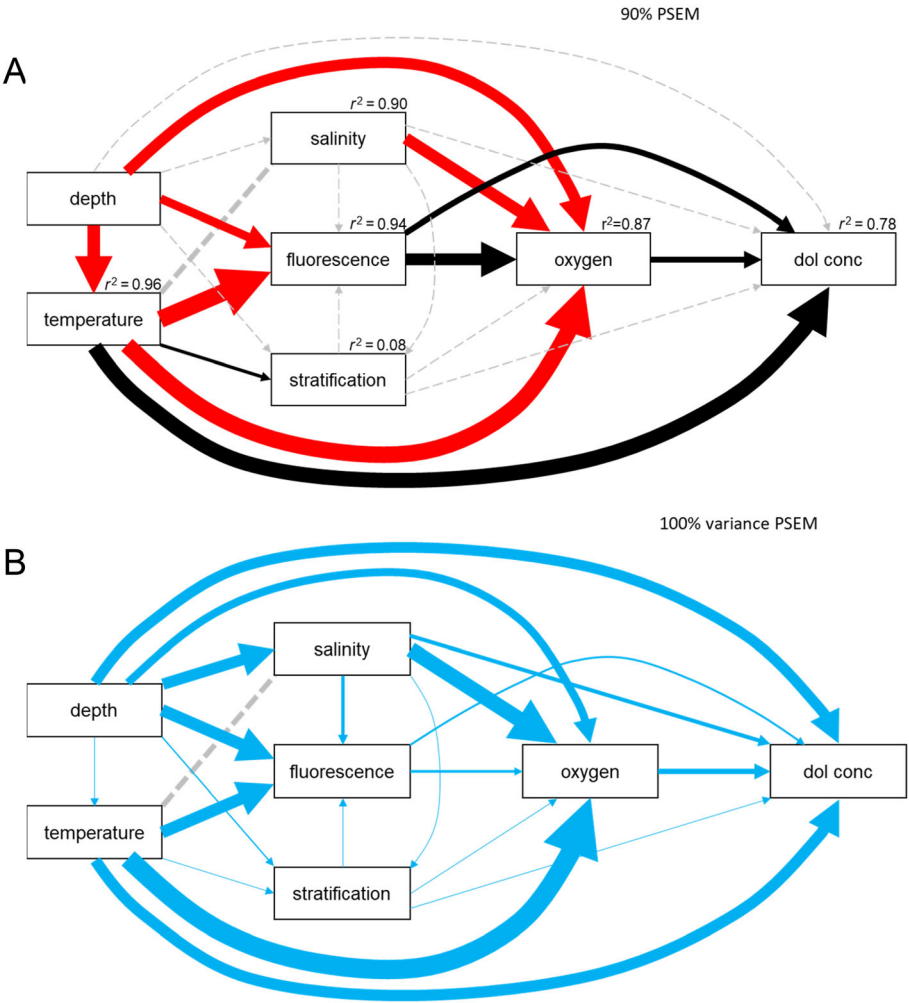 90% PSEM
A
r² = 0.90
salinity
depth
r² = 0.94
r²=0.87
r² = 0.78
fluorescence
oxygen
dol conc
r² = 0.96
temperature
r² = 0.08
stratification
100% variance PSEM
B
salinity
depth
fluorescence
oxygen
dol conc
temperature
stratification